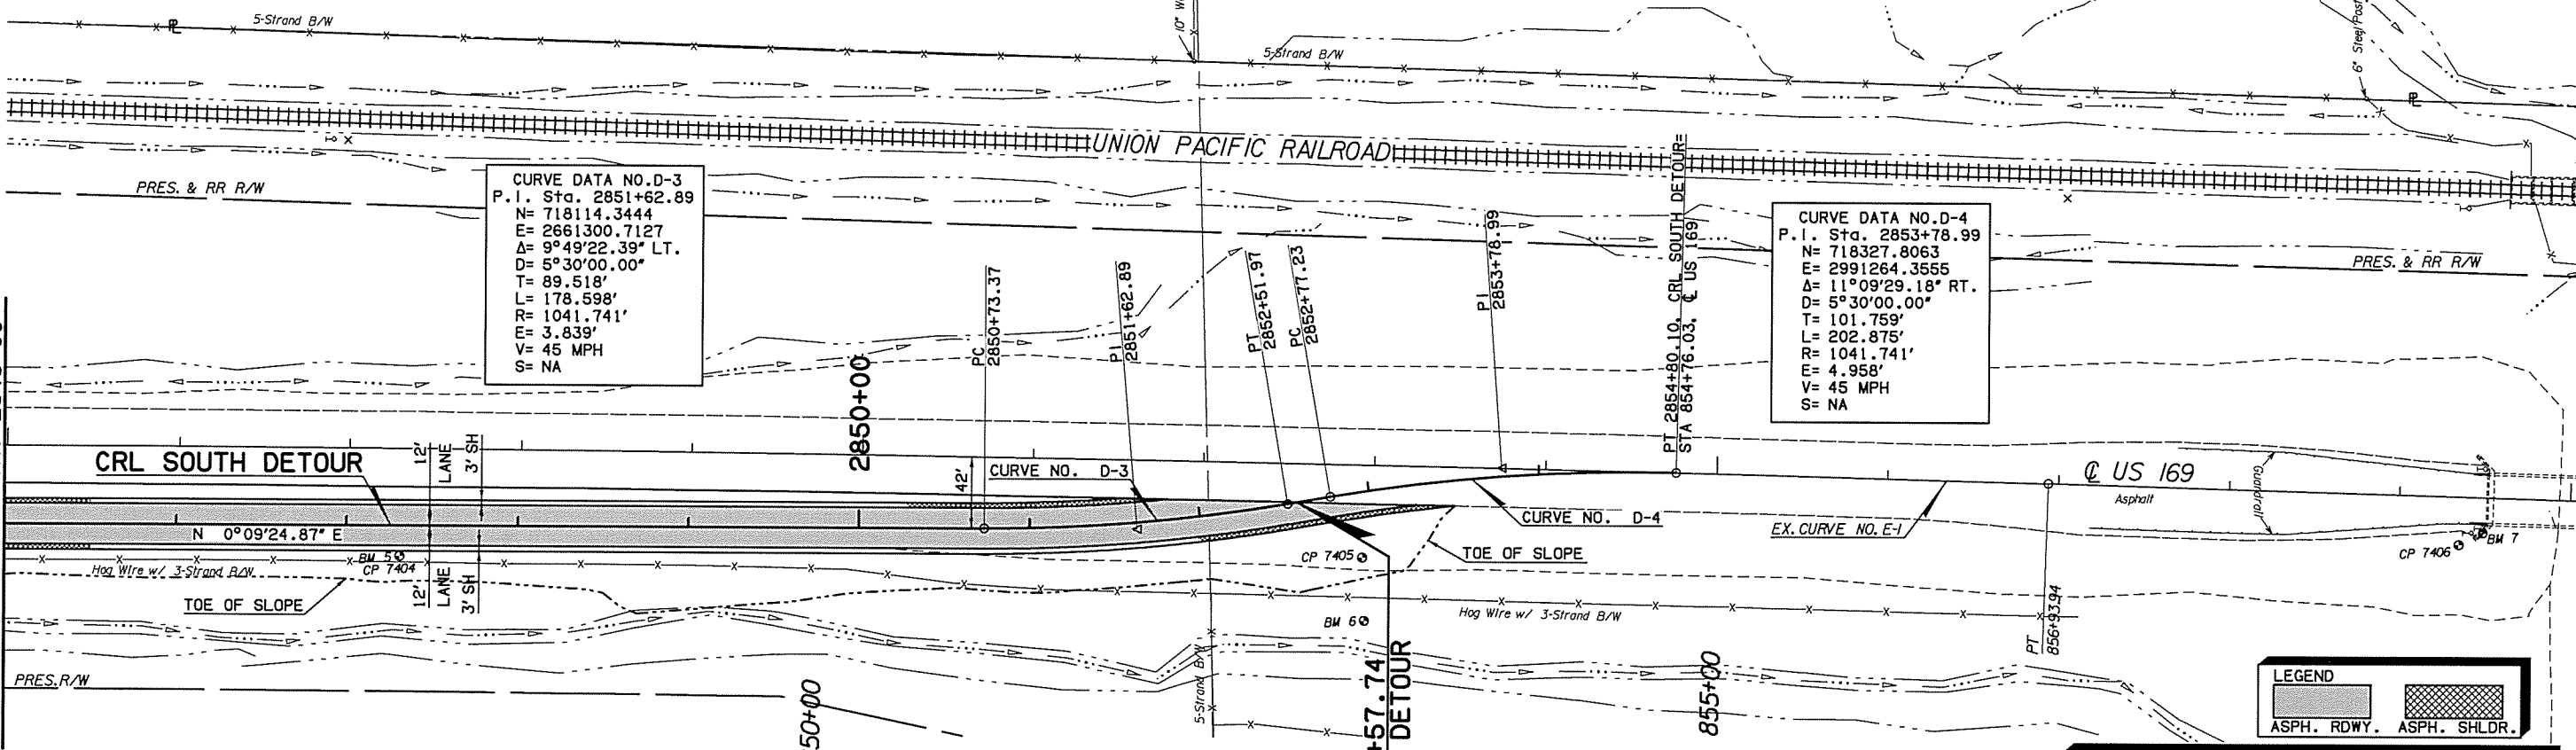 5-Strand B/W
PL
10"
5-Strand B/W
6" Steel Post
PL
UNION PACIFIC RAILROAD
PRES. & RR R/W
CURVE DATA NO.D-3
P.I. Sta. 2851+62.89
N= 718114.3444
E= 2661300.7127
Δ= 9°49'22.39" LT.
D= 5°30'00.00"
T= 89.518'
L= 178.598'
R= 1041.741'
E= 3.839'
V= 45 MPH
S= NA
PC
2850+73.37
PI
2851+62.89
PT
2852+51.97
PC
2852+77.23
PI
2853+78.99
PT 2854+80.10, CRL SOUTH DETOUR=
STA 854+76.03, ℄ US 169
CURVE DATA NO.D-4
P.I. Sta. 2853+78.99
N= 718327.8063
E= 2991264.3555
Δ= 11°09'29.18" RT.
D= 5°30'00.00"
T= 101.759'
L= 202.875'
R= 1041.741'
E= 4.958'
V= 45 MPH
S= NA
PRES. & RR R/W
CRL SOUTH DETOUR
12'
LANE
3' SH
2850+00
42'
CURVE NO. D-3
CURVE NO. D-4
EX. CURVE NO. E-1
℄ US 169
Asphalt
Guardrail
N 0°09'24.87" E
BM 5
CP 7404
Hog Wire w/ 3-Strand B/W
TOE OF SLOPE
12'
LANE
3' SH
CP 7405
TOE OF SLOPE
BM 6
Hog Wire w/ 3-Strand B/W
CP 7406
BM 7
PT
856+93.94
PRES.R/W
50+00
5-Strand B/W
+57.74
DETOUR
855+00
LEGEND
ASPH. RDWY.
ASPH. SHLDR.